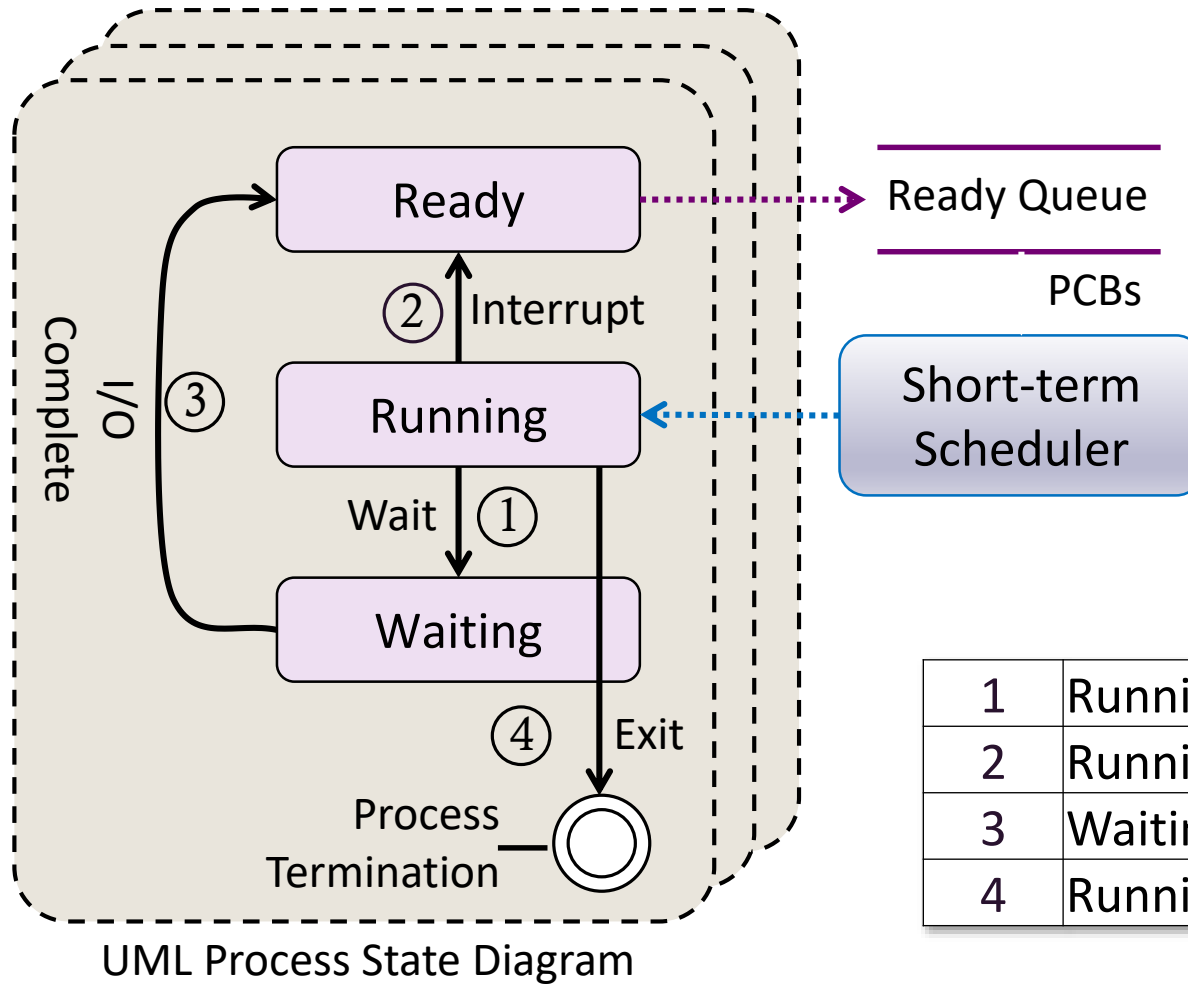 Ready
Ready Queue
PCBs
2
Interrupt
I/O
Complete
3
Running
Short-term
Scheduler
Wait
1
Waiting
4
Exit
Process
Termination
1
2
3
4
UML Process State Diagram